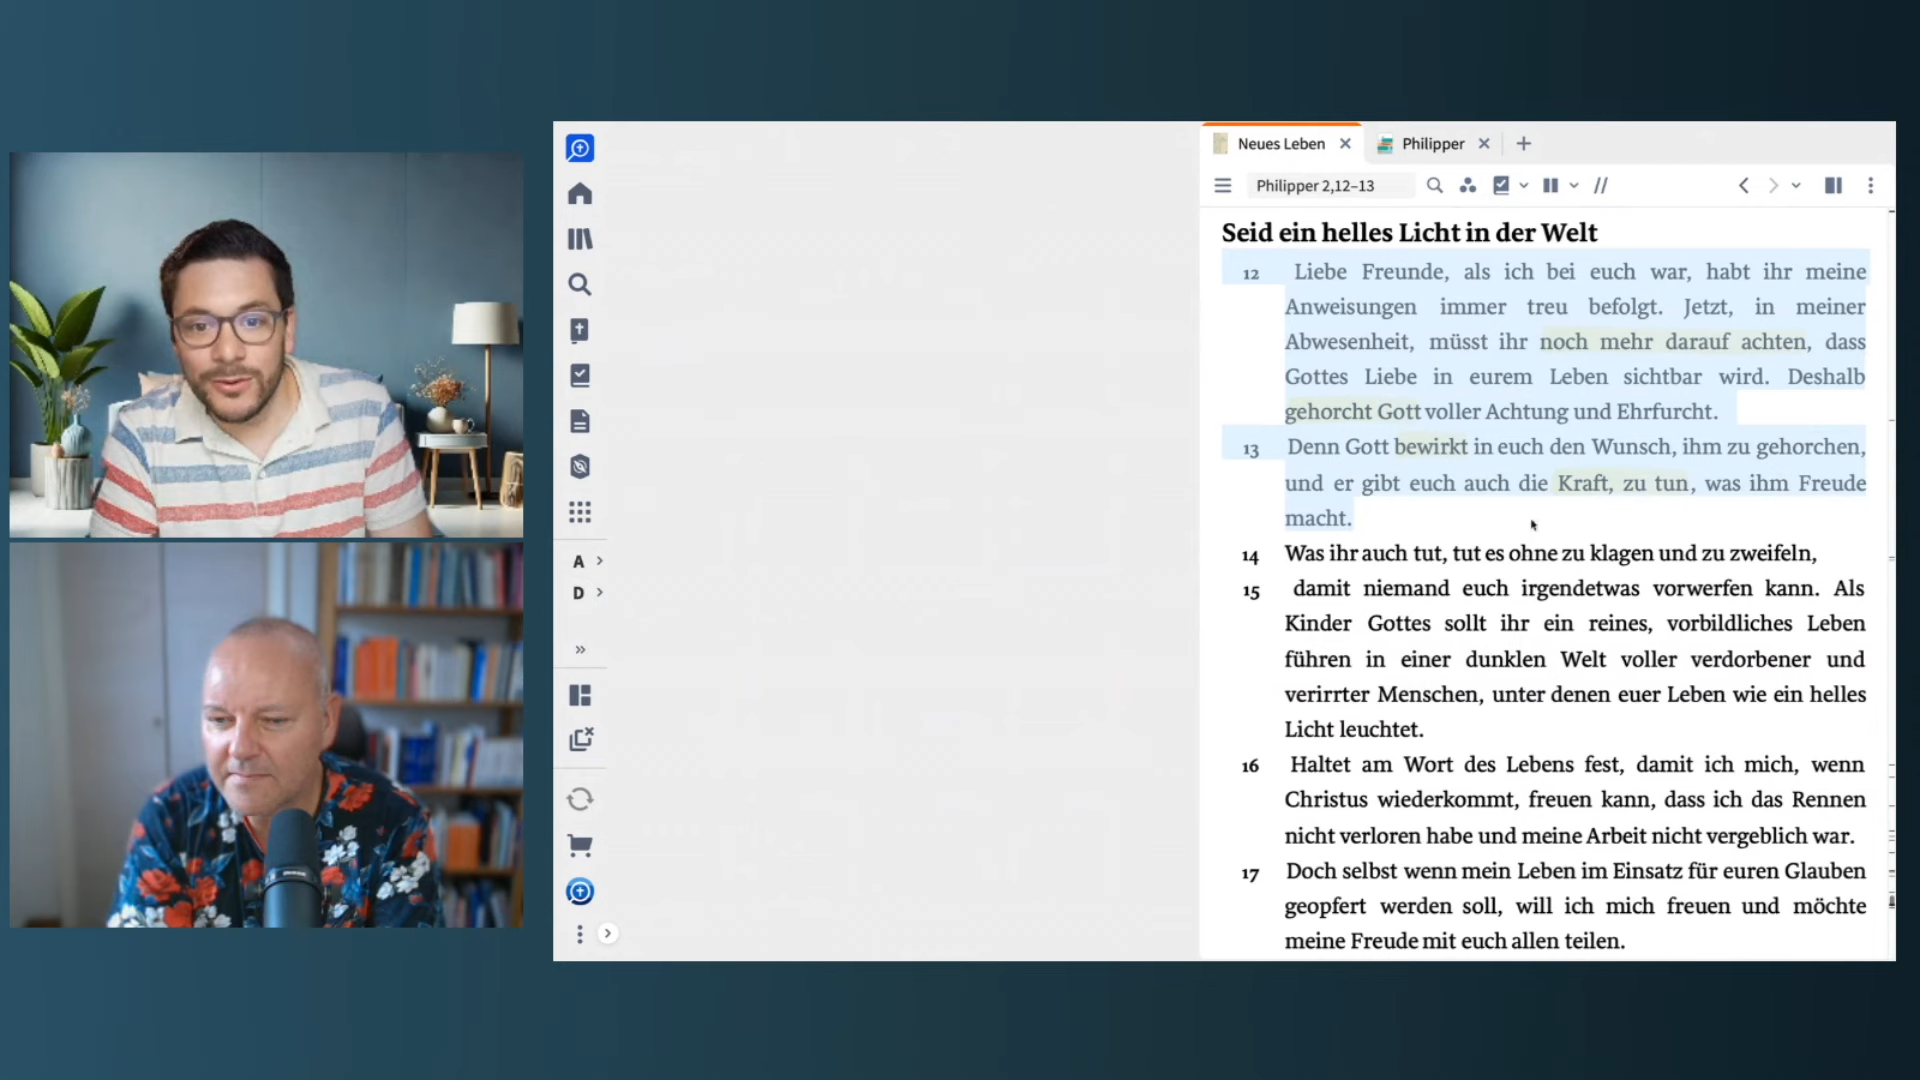 Neues Leben
Philipper
Philipper 2,12–13
Seid ein helles Licht in der Welt
12 Liebe Freunde, als ich bei euch war, habt ihr meine
Anweisungen immer treu befolgt. Jetzt, in meiner
Abwesenheit, müsst ihr noch mehr darauf achten, dass
Gottes Liebe in eurem Leben sichtbar wird. Deshalb
gehorcht Gott voller Achtung und Ehrfurcht.
13 Denn Gott bewirkt in euch den Wunsch, ihm zu gehorchen,
und er gibt euch auch die Kraft, zu tun, was ihm Freude
macht.
14 Was ihr auch tut, tut es ohne zu klagen und zu zweifeln,
15 damit niemand euch irgendetwas vorwerfen kann. Als
Kinder Gottes sollt ihr ein reines, vorbildliches Leben
führen in einer dunklen Welt voller verdorbener und
verirrter Menschen, unter denen euer Leben wie ein helles
Licht leuchtet.
16 Haltet am Wort des Lebens fest, damit ich mich, wenn
Christus wiederkommt, freuen kann, dass ich das Rennen
nicht verloren habe und meine Arbeit nicht vergeblich war.
17 Doch selbst wenn mein Leben im Einsatz für euren Glauben
geopfert werden soll, will ich mich freuen und möchte
meine Freude mit euch allen teilen.
A
D